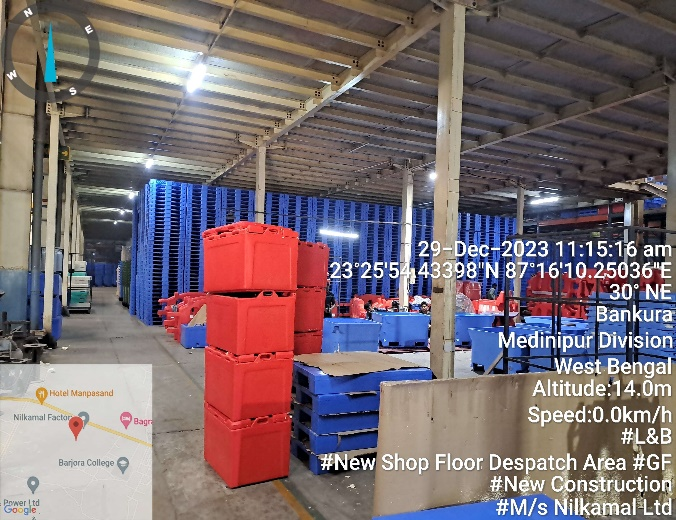 N
E
W
S
29-Dec-2023 11:15:16 am
23°25'54.43398"N 87°16'10.25036"E
30° NE
Bankura
Medinipur Division
West Bengal
Altitude:14.0m
Speed:0.0km/h
#L&B
#New Shop Floor Despatch Area #GF
#New Construction
#M/s Nilkamal Ltd
Hotel Manpasand
Nilkamal Factor
Bagra
Barjora College
Power Ltd
Google